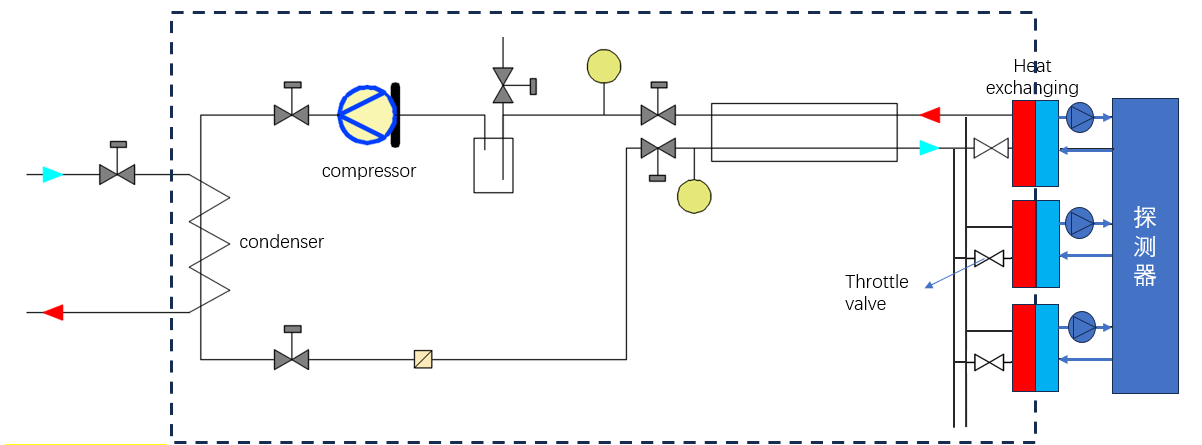 Heat
exchanging
compressor
condenser
Throttle
valve
探
测
器